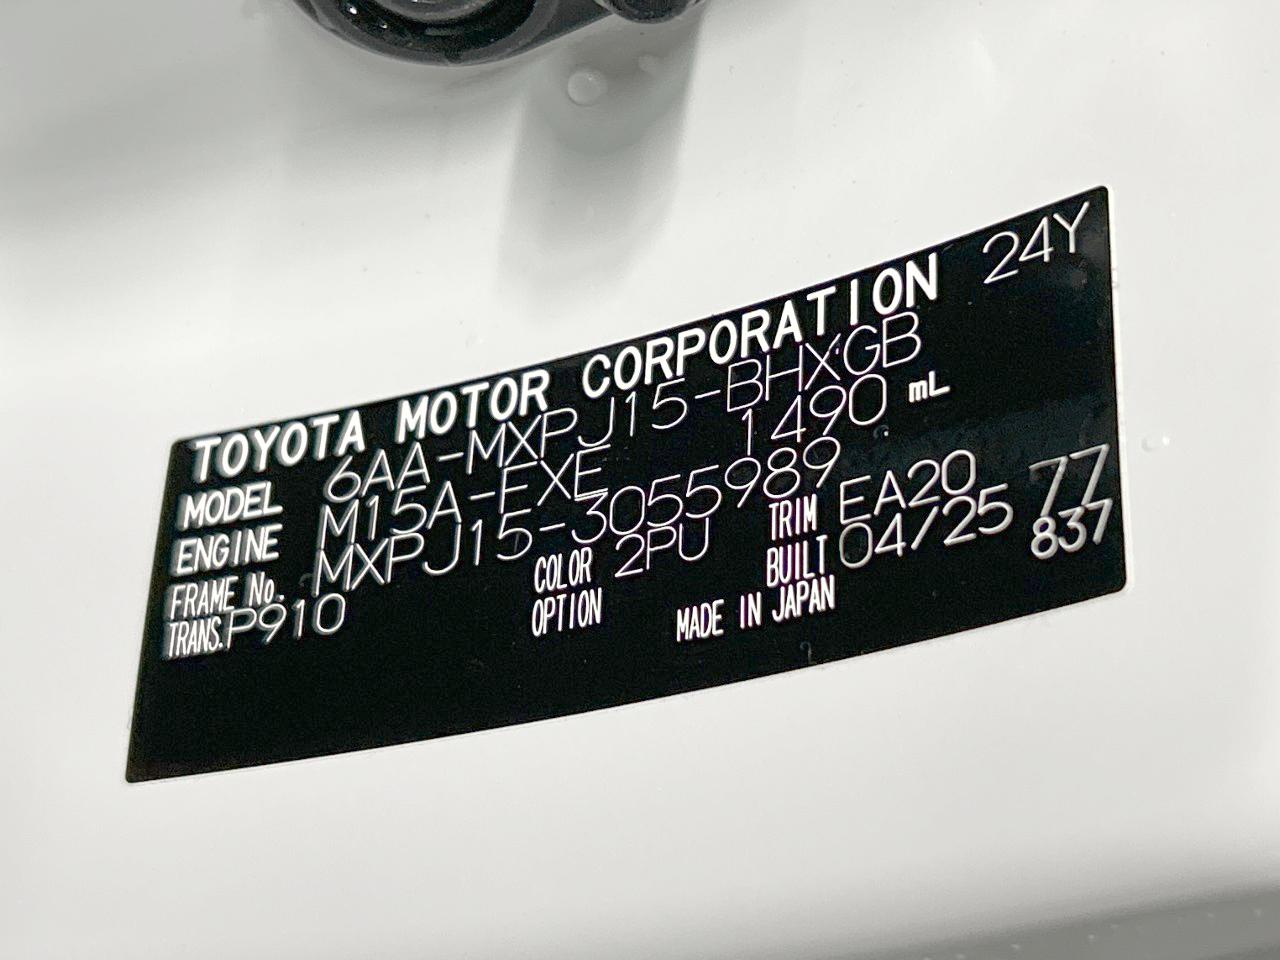 TOYOTA MOTOR CORPORATION 24Y
MODEL 6AA-MXPJ15-BHXGB
ENGINE M15A-FXE 1490 mL
FRAME No. MXPJ15-3055989
TRANS. P910 COLOR 2PU TRIM EA20 77
OPTION BUILT 04/25 837
MADE IN JAPAN